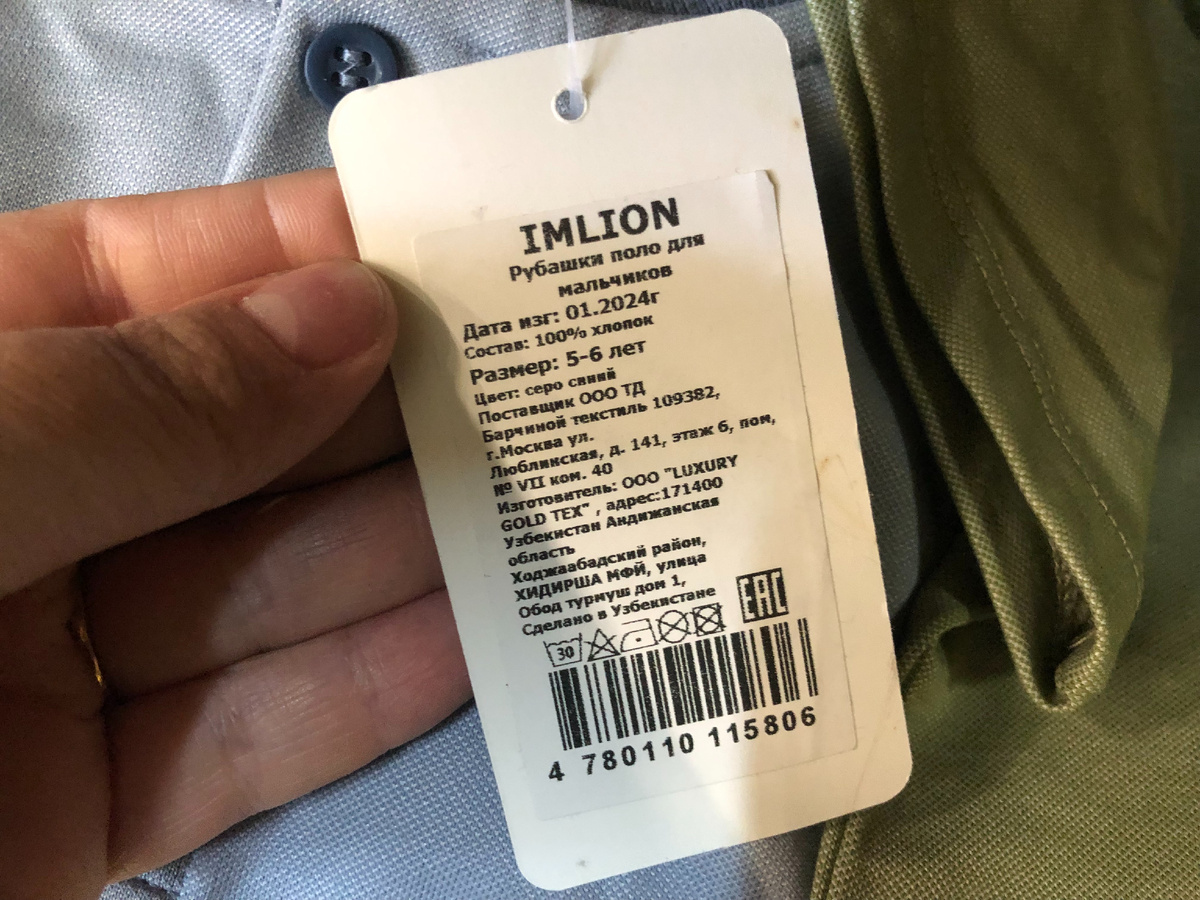 IMLION
Рубашки поло для
мальчиков
Дата изг: 01.2024г
Состав: 100% хлопок
Размер: 5-6 лет
Цвет: серо синий
Поставщик ООО ТД
Барчиной текстиль 109382,
г.Москва ул.
Люблинская, д. 141, этаж 6, пом,
№ VII ком. 40
Изготовитель: ООО "LUXURY
GOLD TEX" , адрес:171400
Узбекистан Андижанская
область
Ходжаабадский район,
ХИДИРША МФЙ, улица
Обод турмуш дом 1,
Сделано в Узбекистане
30
EAC
4 780110 115806